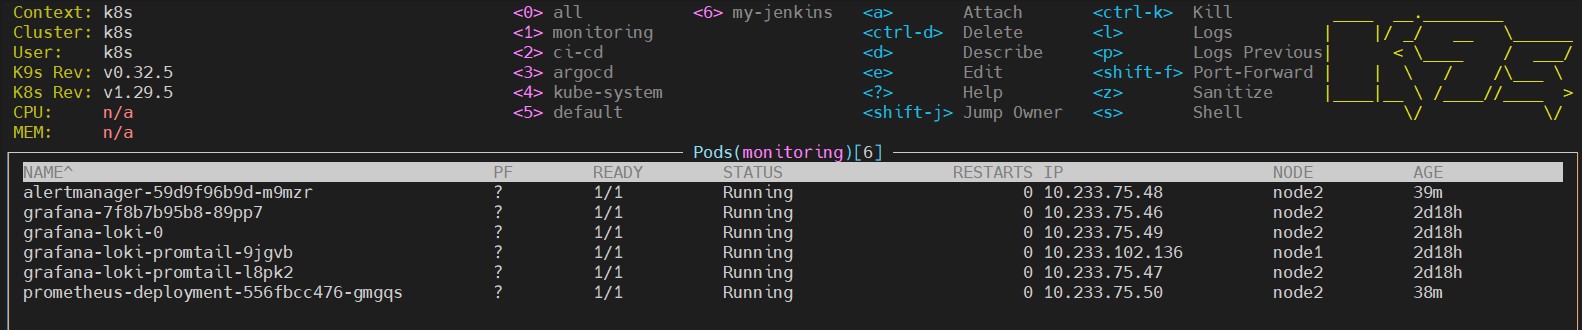 Context: k8s <0> all <6> my-jenkins <a> Attach <ctrl-k> Kill
Cluster: k8s <1> monitoring <ctrl-d> Delete <l> Logs
User: k8s <2> ci-cd <d> Describe <p> Logs Previous
K9s Rev: v0.32.5 <3> argocd <e> Edit <shift-f> Port-Forward
K8s Rev: v1.29.5 <4> kube-system <?> Help <z> Sanitize
CPU: n/a <5> default <shift-j> Jump Owner <s> Shell
MEM: n/a
Pods(monitoring)[6]
NAME^ PF READY STATUS RESTARTS IP NODE AGE
alertmanager-59d9f96b9d-m9mzr ? 1/1 Running 0 10.233.75.48 node2 39m
grafana-7f8b7b95b8-89pp7 ? 1/1 Running 0 10.233.75.46 node2 2d18h
grafana-loki-0 ? 1/1 Running 0 10.233.75.49 node2 2d18h
grafana-loki-promtail-9jgvb ? 1/1 Running 0 10.233.102.136 node1 2d18h
grafana-loki-promtail-l8pk2 ? 1/1 Running 0 10.233.75.47 node2 2d18h
prometheus-deployment-556fbcc476-gmgqs ? 1/1 Running 0 10.233.75.50 node2 38m